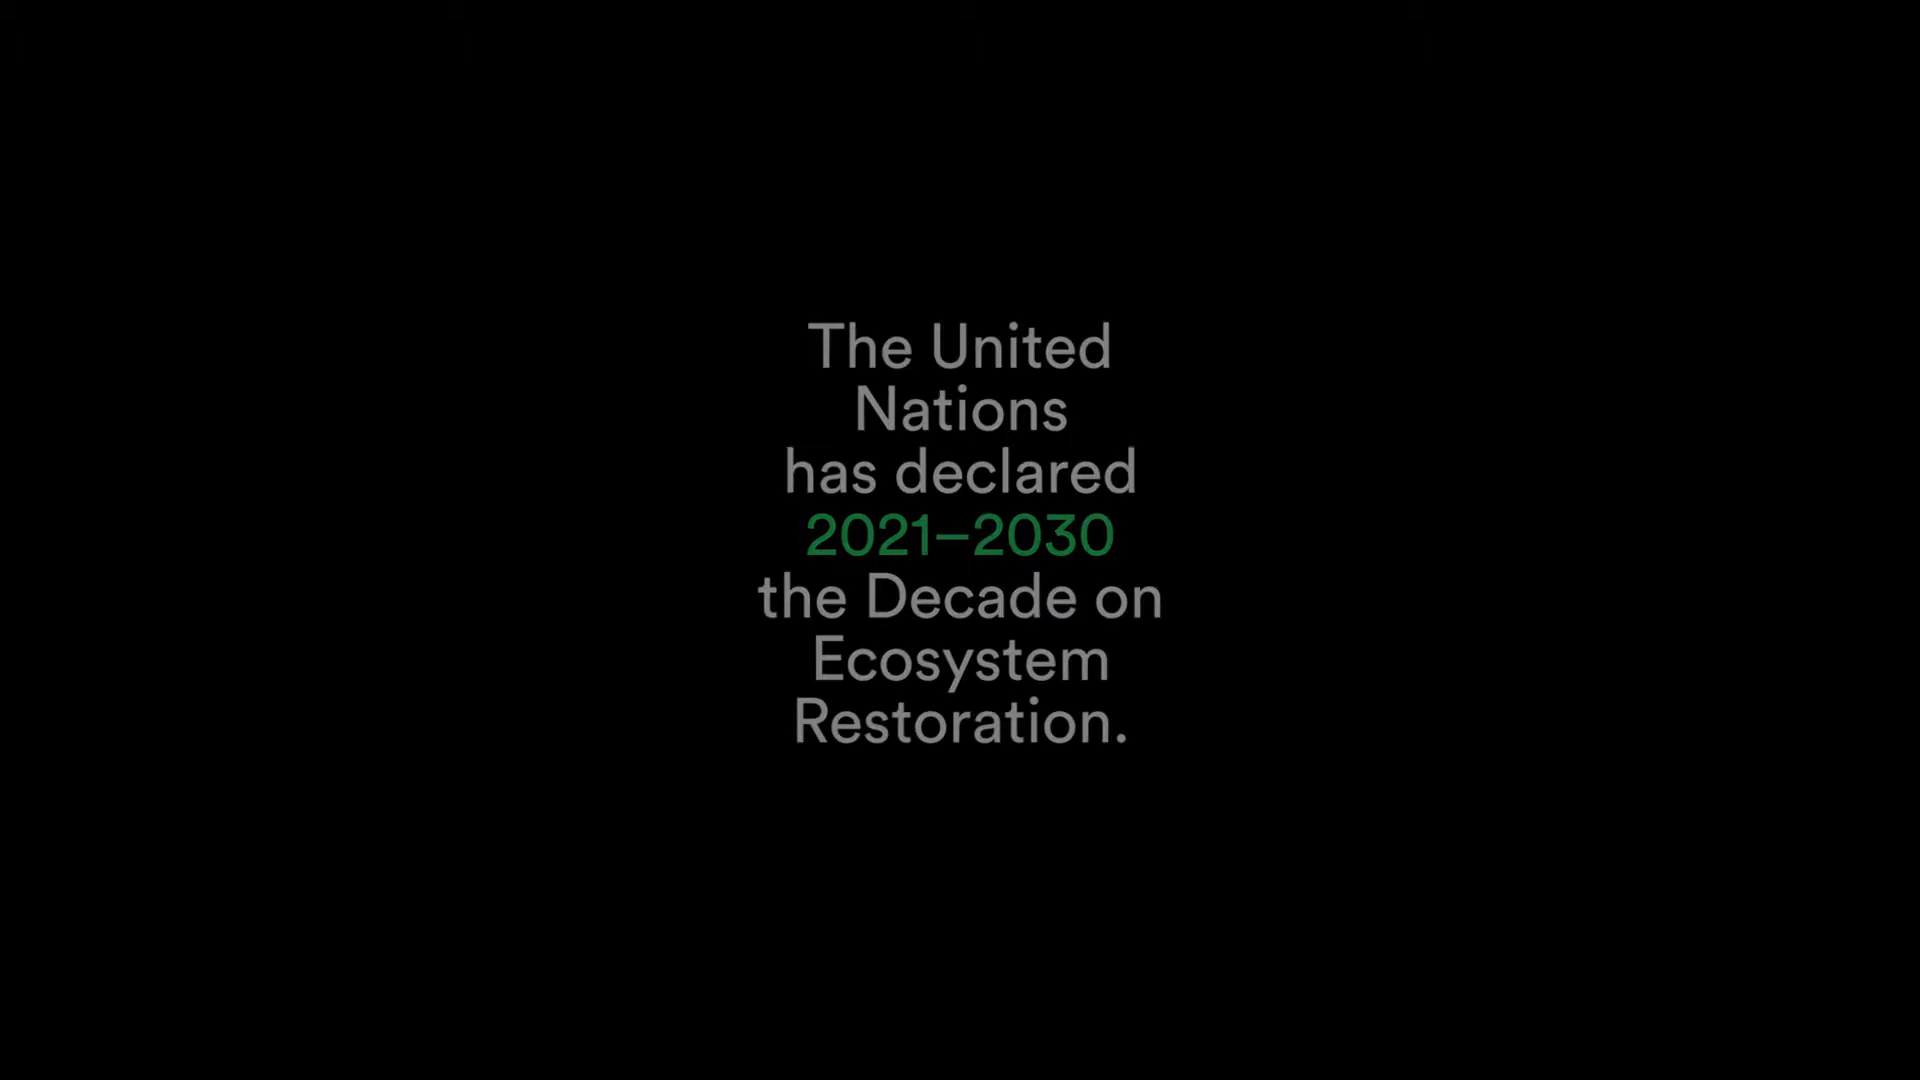 The United
Nations
has declared
2021–2030
the Decade on
Ecosystem
Restoration.